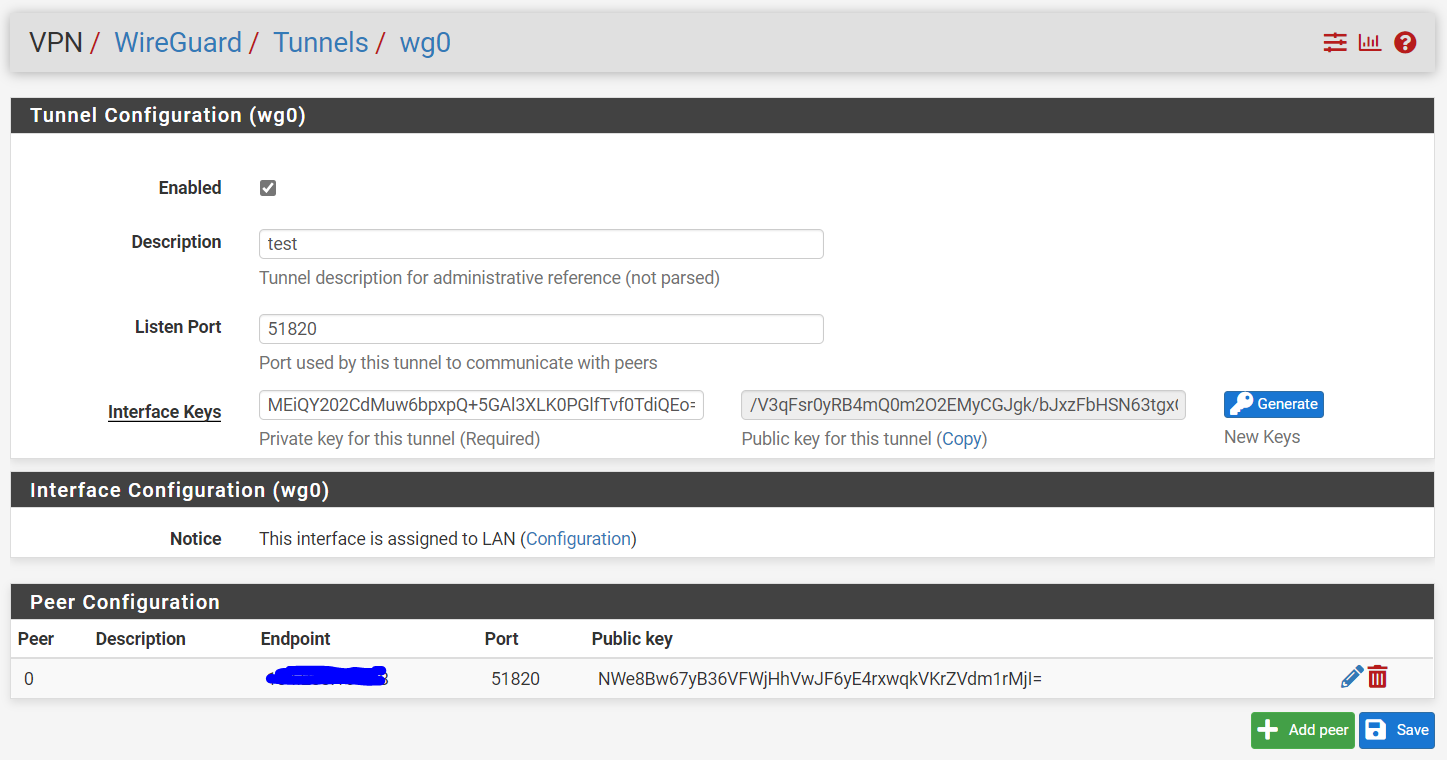 VPN / WireGuard / Tunnels / wg0
Tunnel Configuration (wg0)
Enabled
Description test
Tunnel description for administrative reference (not parsed)
Listen Port 51820
Port used by this tunnel to communicate with peers
Interface Keys MEiQY202CdMuw6bpxpQ+5GAl3XLK0PGlfTvf0TdiQEo= /V3qFsr0yRB4mQ0m2O2EMyCGJgk/bJxzFbHSN63tgx Generate
Private key for this tunnel (Required) Public key for this tunnel (Copy) New Keys
Interface Configuration (wg0)
Notice This interface is assigned to LAN (Configuration)
Peer Configuration
Peer Description Endpoint Port Public key
0 51820 NWe8Bw67yB36VFWjHhVwJF6yE4rxwqkVKrZVdm1rMjI=
Add peer Save